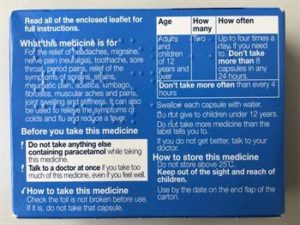 Read all of the enclosed leaflet for
full instructions.
What this medicine is for
For the relief of headaches, migraine,
nerve pain (neuralgia), toothache, sore
throat, period pains, relief of the
symptoms of sprains, strains,
rheumatic pain, sciatica, lumbago,
fibrositis, muscular aches and pains,
joint swelling and stiffness. It can also
be used to relieve the symptoms of
colds and flu and reduce a fever.
Before you take this medicine
! Do not take anything else
containing paracetamol while taking
this medicine.
! Talk to a doctor at once if you take too
much of this medicine, even if you feel well.
✓ How to take this medicine
Check the foil is not broken before use.
If it is, do not take that capsule.
Age How many How often
Adults and children of 12 years and over
Two
Up to four times a
day, if you need
to. Don't take
more than 8
capsules in any
24 hours.
Don't take more often than every 4
hours
Swallow each capsule with water.
Do not give to children under 12 years.
Do not take more medicine than the
label tells you to.
If you do not get better, talk to your
doctor.
How to store this medicine
Do not store above 25°C.
Keep out of the sight and reach of
children.
Use by the date on the end flap of the
carton.